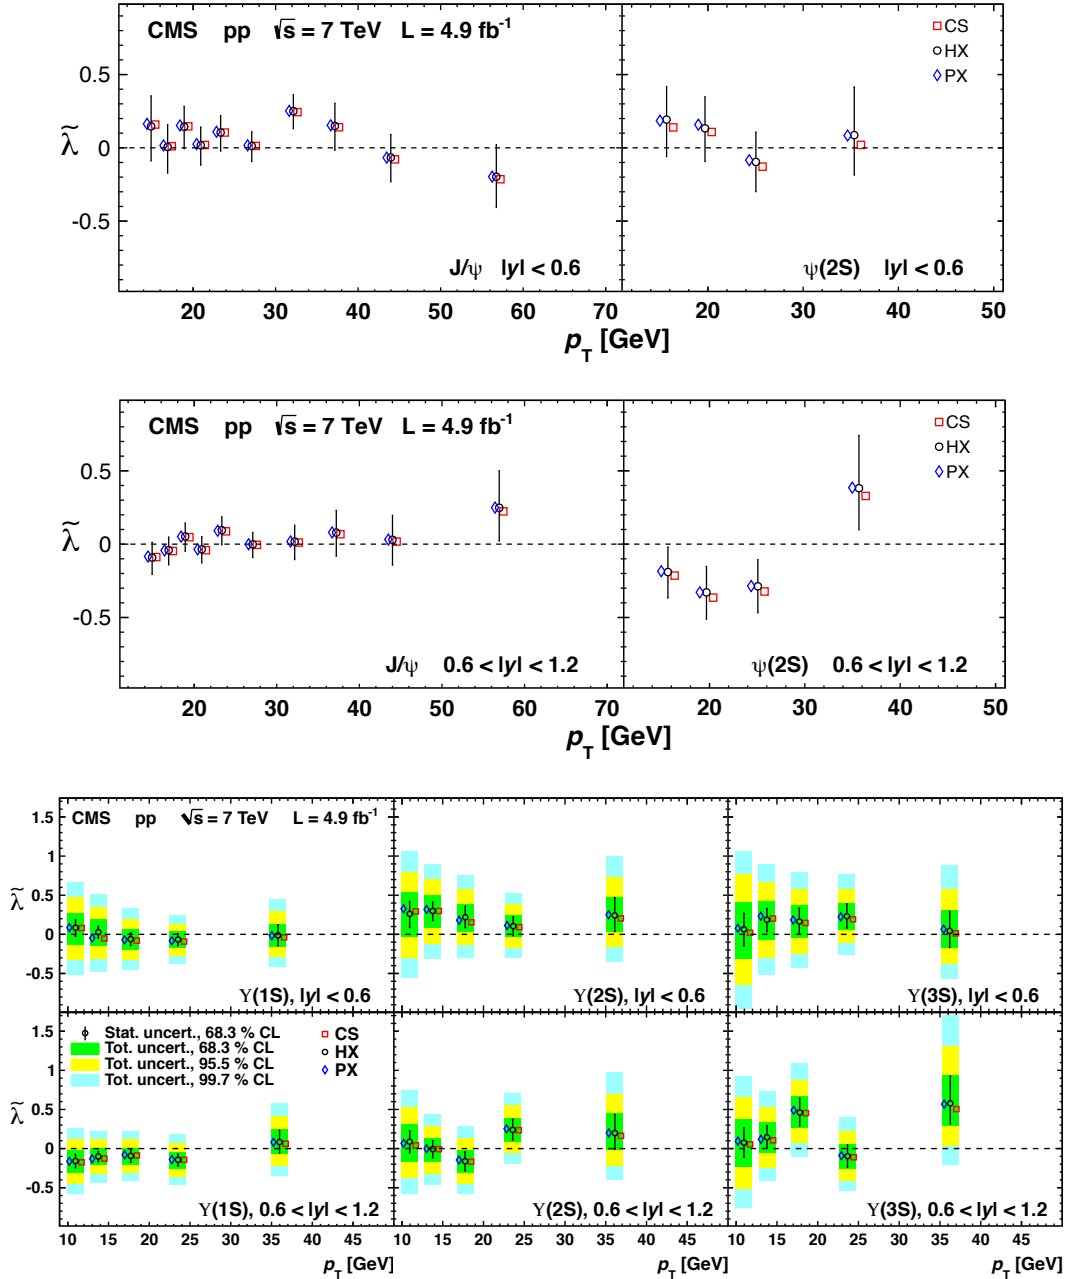 CMS pp √s = 7 TeV L = 4.9 fb⁻¹
CS
HX
PX
0.5
0
-0.5
λ̃
J/ψ |y| < 0.6
ψ(2S) |y| < 0.6
20 30 40 50 60 70
20 30 40 50
p_T [GeV]
CMS pp √s = 7 TeV L = 4.9 fb⁻¹
CS
HX
PX
0.5
0
-0.5
λ̃
J/ψ 0.6 < |y| < 1.2
ψ(2S) 0.6 < |y| < 1.2
20 30 40 50 60 70
20 30 40 50
p_T [GeV]
CMS pp √s = 7 TeV L = 4.9 fb⁻¹
1.5
1
0.5
0
-0.5
λ̃
Υ(1S), |y| < 0.6
Υ(2S), |y| < 0.6
Υ(3S), |y| < 0.6
Stat. uncert., 68.3 % CL
Tot. uncert., 68.3 % CL
Tot. uncert., 95.5 % CL
Tot. uncert., 99.7 % CL
CS
HX
PX
1.5
1
0.5
0
-0.5
λ̃
Υ(1S), 0.6 < |y| < 1.2
Υ(2S), 0.6 < |y| < 1.2
Υ(3S), 0.6 < |y| < 1.2
10 15 20 25 30 35 40 45
10 15 20 25 30 35 40 45
10 15 20 25 30 35 40 45
p_T [GeV]
p_T [GeV]
p_T [GeV]